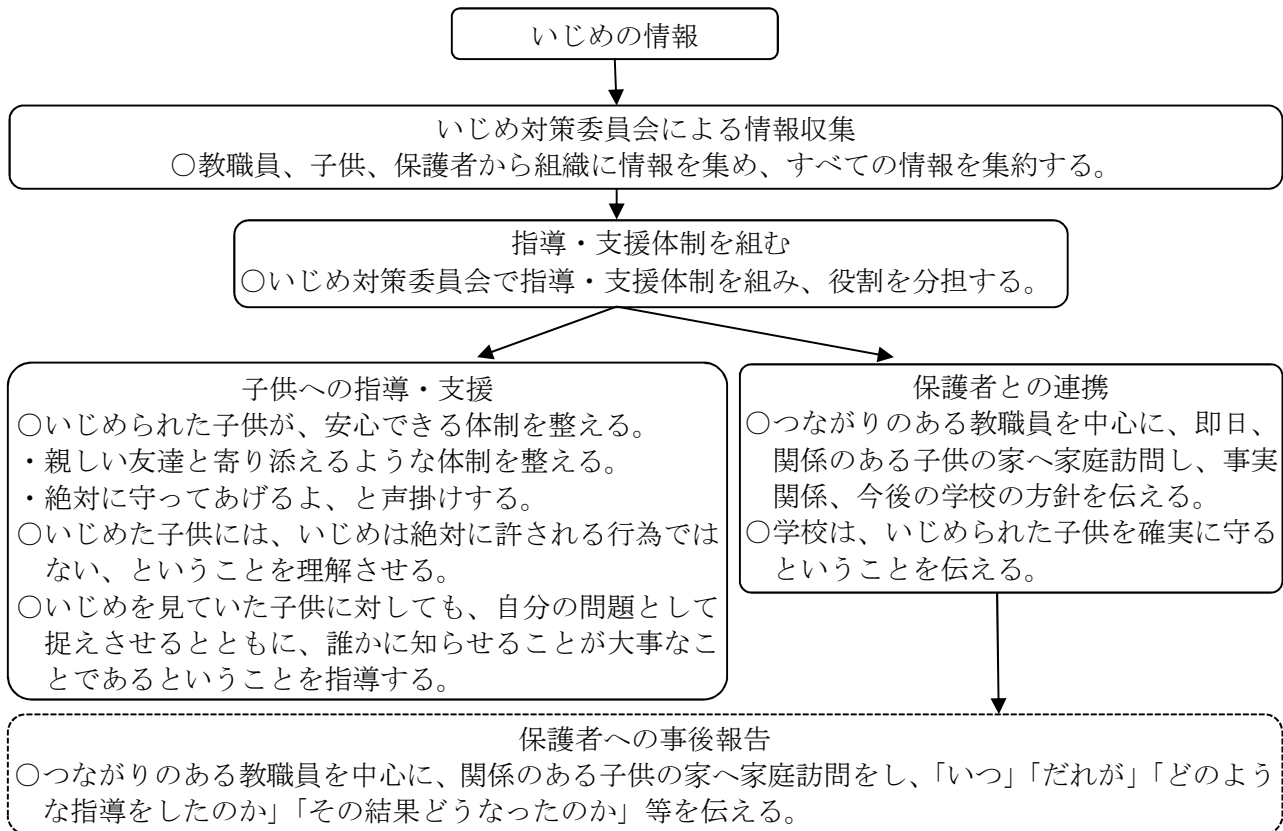 いじめの情報
いじめ対策委員会による情報収集
○教職員、子供、保護者から組織に情報を集め、すべての情報を集約する。
指導・支援体制を組む
○いじめ対策委員会で指導・支援体制を組み、役割を分担する。
子供への指導・支援
○いじめられた子供が、安心できる体制を整える。
・親しい友達と寄り添えるような体制を整える。
・絶対に守ってあげるよ、と声掛けする。
○いじめた子供には、いじめは絶対に許される行為では
ない、ということを理解させる。
○いじめを見ていた子供に対しても、自分の問題として
捉えさせるとともに、誰かに知らせることが大事なこ
とであるということを指導する。
保護者との連携
○つながりのある教職員を中心に、即日、
関係のある子供の家へ家庭訪問し、事実
関係、今後の学校の方針を伝える。
○学校は、いじめられた子供を確実に守る
ということを伝える。
保護者への事後報告
○つながりのある教職員を中心に、関係のある子供の家へ家庭訪問をし、「いつ」「だれが」「どのよう
な指導をしたのか」「その結果どうなったのか」等を伝える。